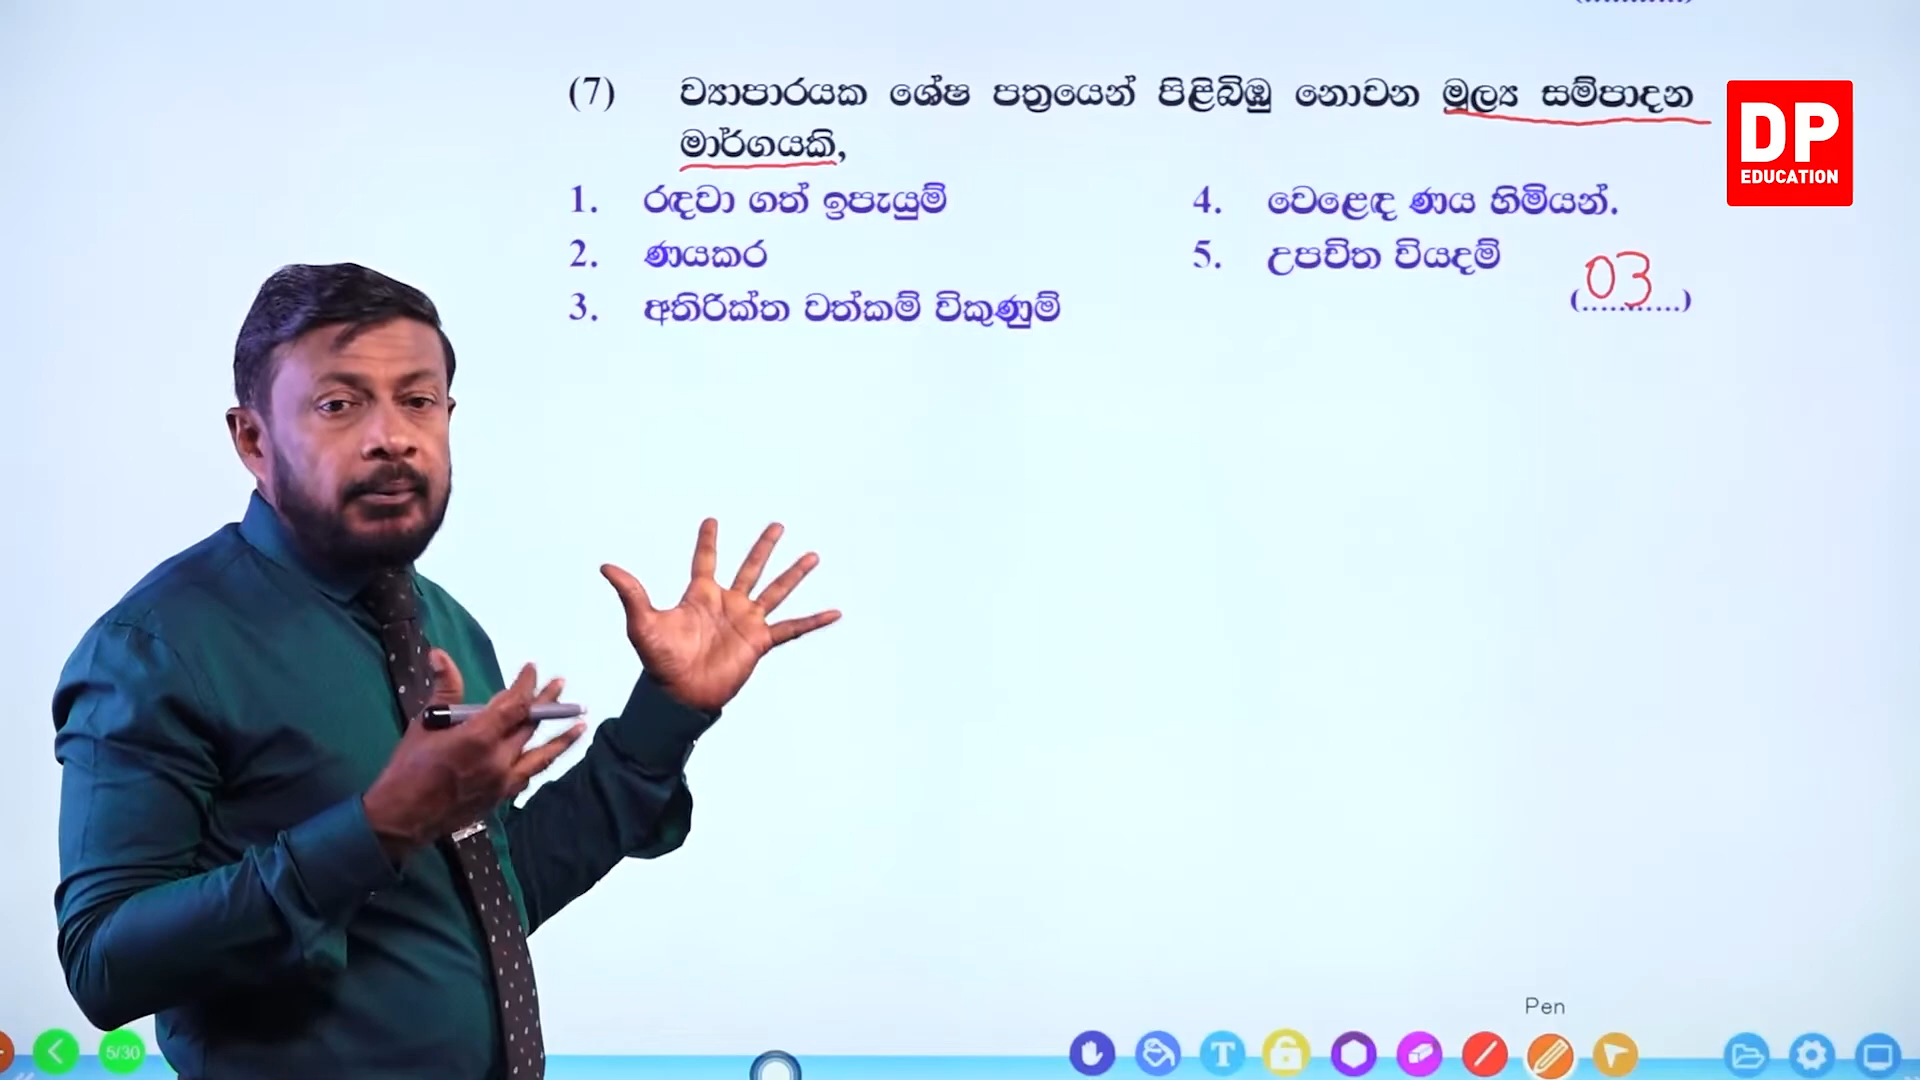 (...........)
(7) ව්‍යාපාරයක ශේෂ පත්‍රයෙන් පිළිබිඹු නොවන මූල්‍ය සම්පාදන
මාර්ගයකි,
1. රඳවා ගත් ඉපැයුම්
2. ණයකර
3. අතිරික්ත වත්කම් විකුණුම්
4. වෙළෙඳ ණය හිමියන්.
5. උපචිත වියදම්
(...........)
03
DP
EDUCATION
Pen
5/30
T